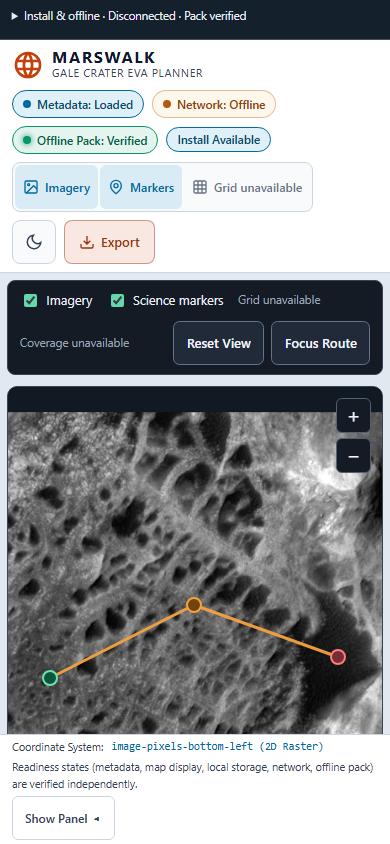 Install & offline · Disconnected · Pack verified
MARSWALK
GALE CRATER EVA PLANNER
Metadata: Loaded
Network: Offline
Offline Pack: Verified
Install Available
Imagery
Markers
Grid unavailable
Export
Imagery
Science markers
Grid unavailable
Coverage unavailable
Reset View
Focus Route
+
−
Coordinate System: image-pixels-bottom-left (2D Raster)
Readiness states (metadata, map display, local storage, network, offline pack)
are verified independently.
Show Panel